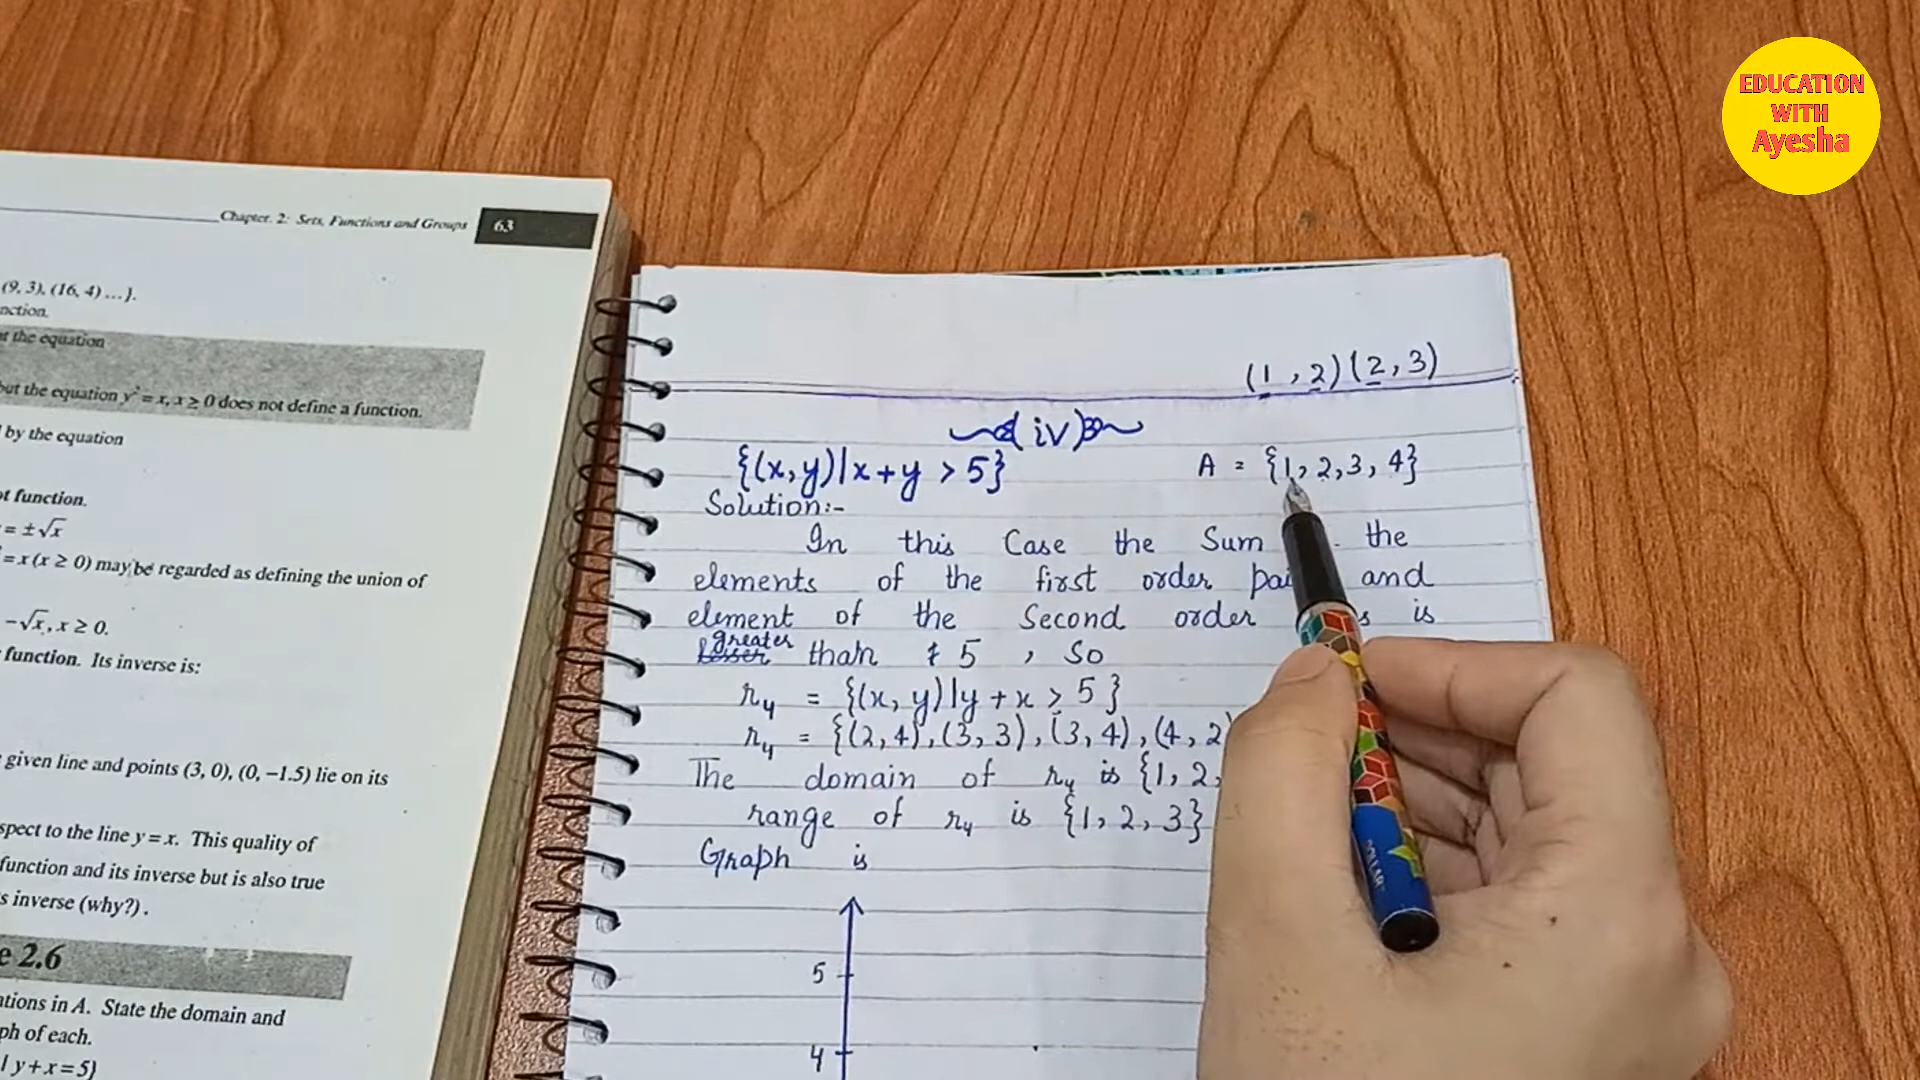 EDUCATION
WITH
Ayesha
Chapter. 2: Sets, Functions and Groups 63
(9, 3), (16, 4) ...}.
nction.
the equation
but the equation y² = x, x ≥ 0 does not define a function.
by the equation
function.
= ±√x
= x (x ≥ 0) may be regarded as defining the union of
-√x, x ≥ 0.
function. Its inverse is:
given line and points (3, 0), (0, -1.5) lie on its
spect to the line y = x. This quality of
function and its inverse but is also true
s inverse (why?).
e 2.6
ations in A. State the domain and
ph of each.
| y + x = 5}
(1, 2) (2, 3)
(iv)
{(x, y) | x + y > 5}
A = {1, 2, 3, 4}
Solution:-
In this Case the Sum the
elements of the first order pai and
element of the Second order s is
greater
lesser than 5, So
r₄ = {(x, y) | y + x > 5}
r₄ = {(2, 4), (3, 3), (3, 4), (4, 2)
The domain of r₄ is {1, 2,
range of r₄ is {1, 2, 3}
Graph is
5
4
DOLLAR